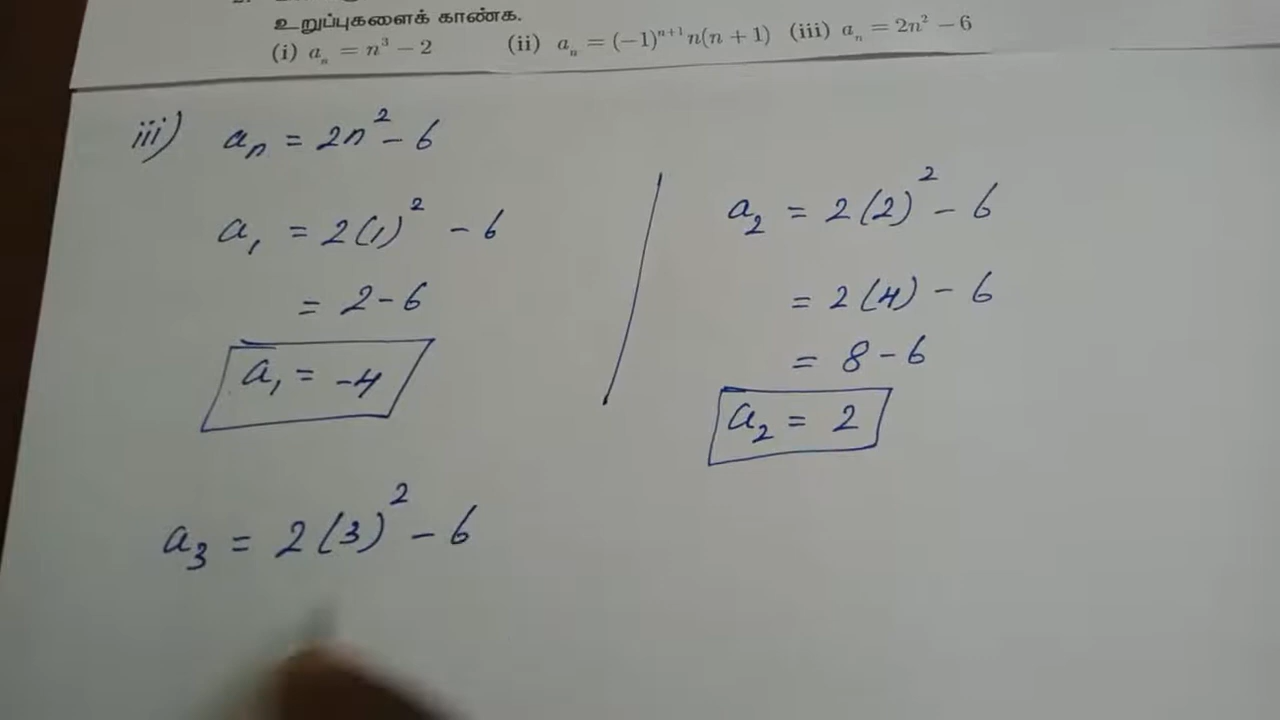 உறுப்புகளைக் காண்க.
(i) aₙ = n³ − 2 (ii) aₙ = (−1)ⁿ⁺¹ n(n + 1) (iii) aₙ = 2n² − 6
iii) aₙ = 2n² − 6
a₁ = 2(1)² − 6
= 2 − 6
a₁ = −4
a₂ = 2(2)² − 6
= 2(4) − 6
= 8 − 6
a₂ = 2
a₃ = 2(3)² − 6